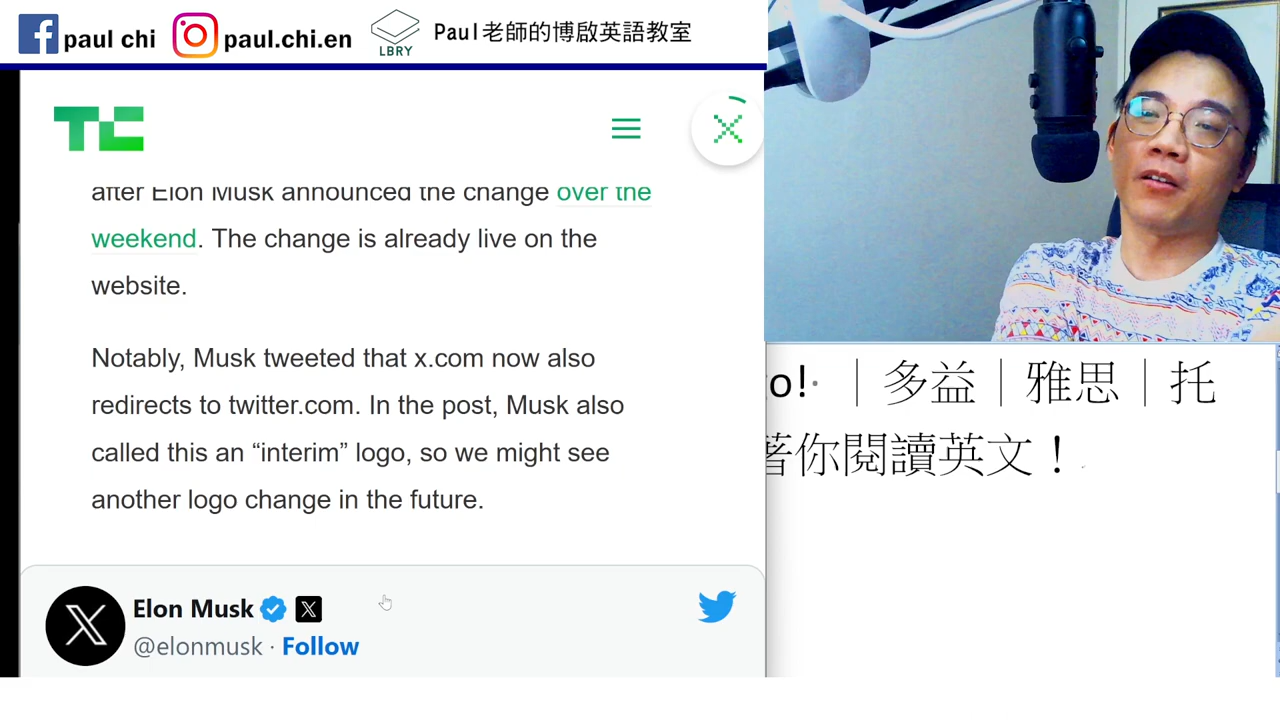 paul chi
paul.chi.en
LBRY
Paul老師的博啟英語教室
TC
after Elon Musk announced the change over the
weekend. The change is already live on the
website.
Notably, Musk tweeted that x.com now also
redirects to twitter.com. In the post, Musk also
called this an “interim” logo, so we might see
another logo change in the future.
Elon Musk
@elonmusk · Follow
o!· ｜多益｜雅思｜托
著你閱讀英文！